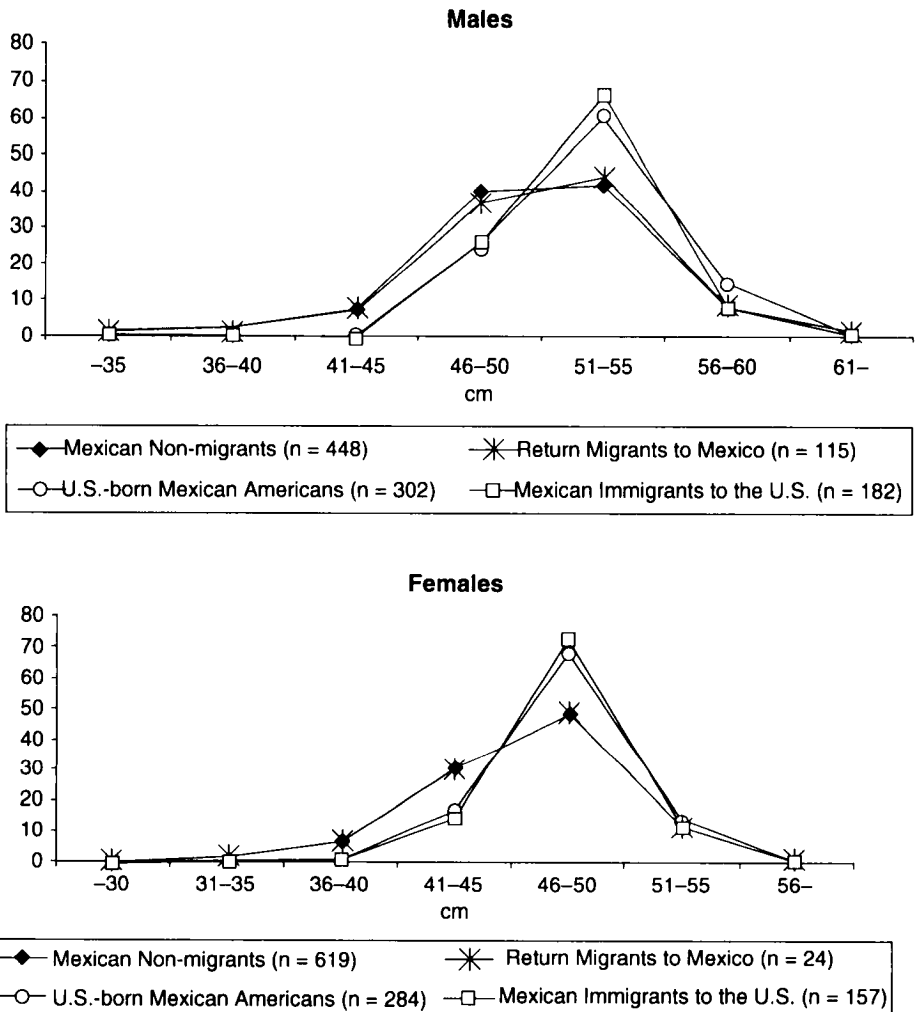 Males
80
70
60
50
40
30
20
10
0
–35 36–40 41–45 46–50 51–55 56–60 61–
cm
Mexican Non-migrants (n = 448) Return Migrants to Mexico (n = 115)
U.S.-born Mexican Americans (n = 302) Mexican Immigrants to the U.S. (n = 182)
Females
80
70
60
50
40
30
20
10
0
–30 31–35 36–40 41–45 46–50 51–55 56–
cm
Mexican Non-migrants (n = 619) Return Migrants to Mexico (n = 24)
U.S.-born Mexican Americans (n = 284) Mexican Immigrants to the U.S. (n = 157)